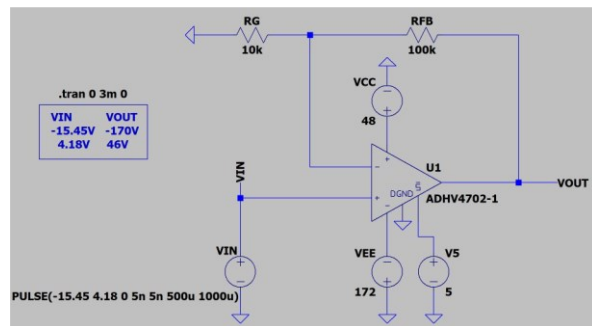 RG
10k
RFB
100k
.tran 0 3m 0
VIN VOUT
-15.45V -170V
4.18V 46V
VCC
48
U1
DGND
SD
ADHV4702-1
VOUT
VIN
VIN
VEE
172
V5
5
PULSE(-15.45 4.18 0 5n 5n 500u 1000u)